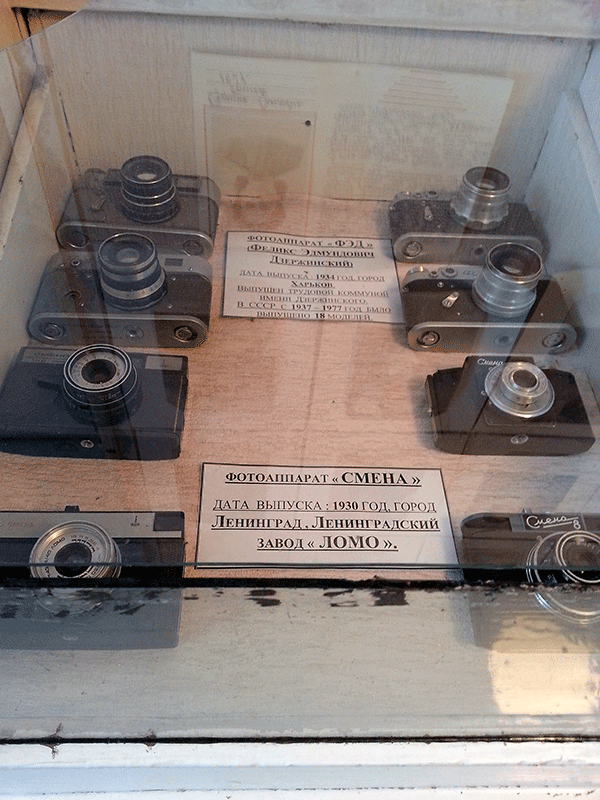 ФОТОАППАРАТ «ФЭД»
(ФЕЛИКС ЭДМУНДОВИЧ
ДЗЕРЖИНСКИЙ)
ДАТА ВЫПУСКА 1934 ГОД, ГОРОД
ХАРЬКОВ.
ВЫПУЩЕН ТРУДОВОЙ КОММУНОЙ
ИМЕНИ ДЗЕРЖИНСКОГО.
В СССР С 1937 – 1977 ГОД БЫЛО
ВЫПУЩЕНО 18 МОДЕЛЕЙ.
Смена
ФОТОАППАРАТ «СМЕНА»
ДАТА ВЫПУСКА : 1930 ГОД, ГОРОД
ЛЕНИНГРАД. ЛЕНИНГРАДСКИЙ
ЗАВОД « ЛОМО ».
Смена
8